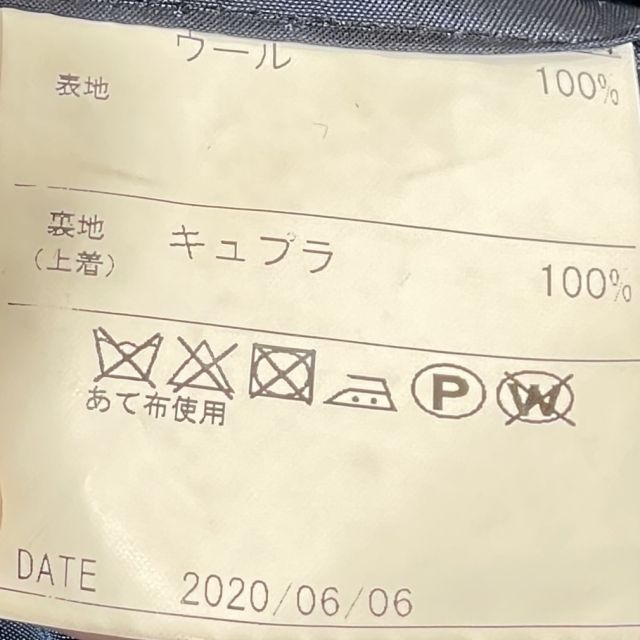 表地 ウール 100%
裏地 キュプラ 100%
(上着)
P W
あて布使用
DATE 2020/06/06